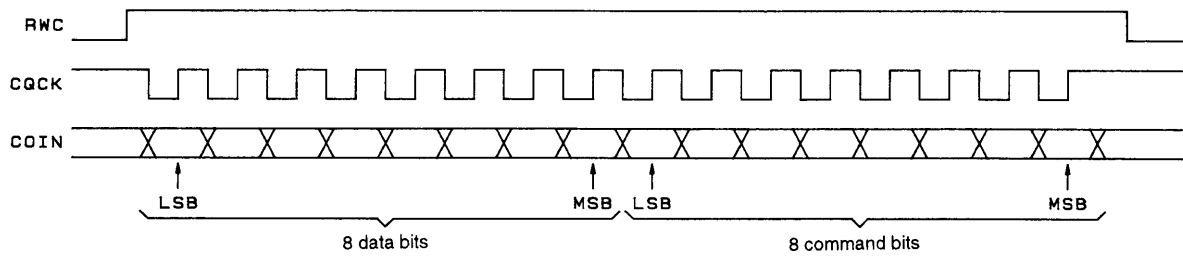 RWC
CQCK
COIN
LSB MSB LSB MSB
8 data bits 8 command bits